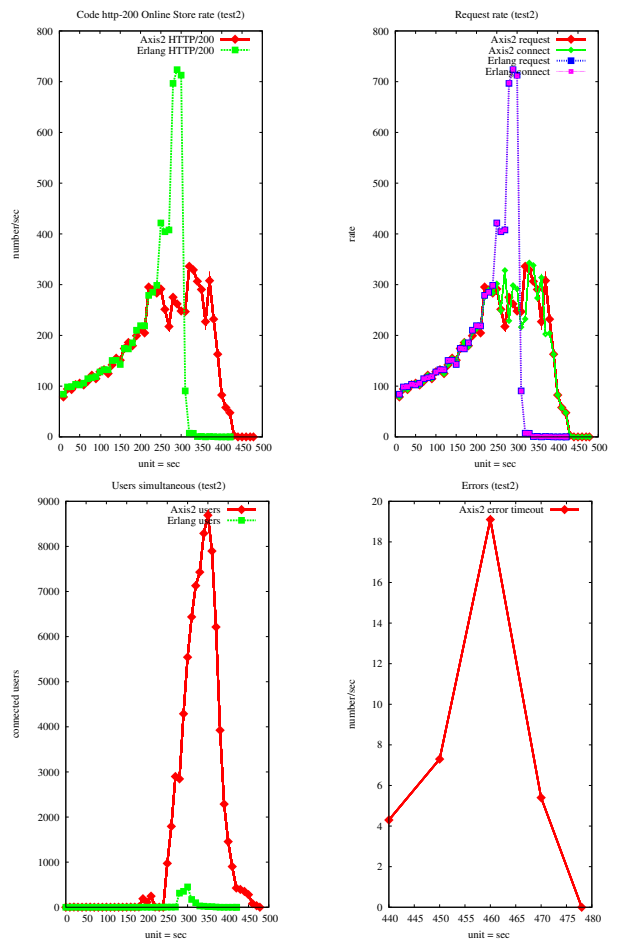 Code http-200 Online Store rate (test2)
800
700
600
500
400
300
200
100
0
number/sec
Axis2 HTTP/200
Erlang HTTP/200
0 50 100 150 200 250 300 350 400 450 500
unit = sec
Request rate (test2)
800
700
600
500
400
300
200
100
0
rate
Axis2 request
Axis2 connect
Erlang request
Erlang connect
0 50 100 150 200 250 300 350 400 450 500
unit = sec
Users simultaneous (test2)
9000
8000
7000
6000
5000
4000
3000
2000
1000
0
connected users
Axis2 users
Erlang users
0 50 100 150 200 250 300 350 400 450 500
unit = sec
Errors (test2)
20
18
16
14
12
10
8
6
4
2
0
number/sec
Axis2 error timeout
440 445 450 455 460 465 470 475 480
unit = sec